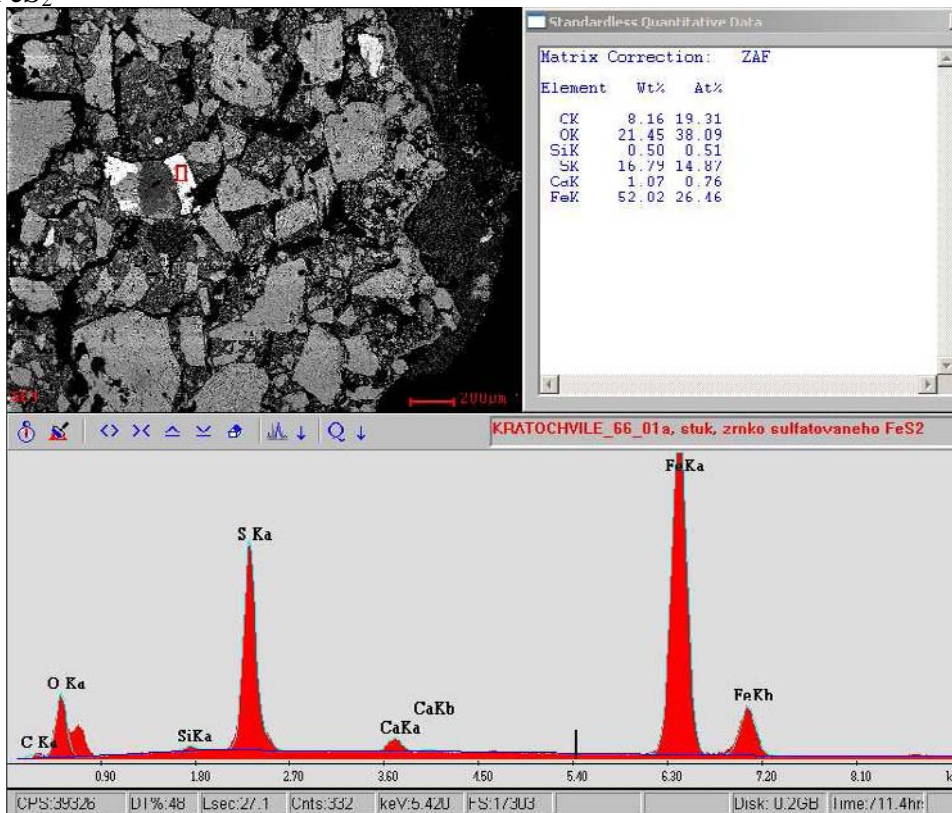 FeS2
Standardless Quantitative Data
Matrix Correction: ZAF
Element Wt% At%
CK 8.16 19.31
OK 21.45 38.09
SiK 0.50 0.51
SK 16.79 14.87
CaK 1.07 0.76
FeK 52.02 26.46
200µm
Q
KRATOCHVILE_66_01a, stuk, zrnko sulfatovaneho FeS2
FeKa
S Ka
O Ka
FeKb
CaKb
CaKa
SiKa
C Ka
0.90 1.80 2.70 3.60 4.50 5.40 6.30 7.20 8.10 k
CPS:39326 DT%:48 Lsec:27.1 Cnts:332 keV:5.420 FS:17303 Disk: 0.2GB Time:711.4hr